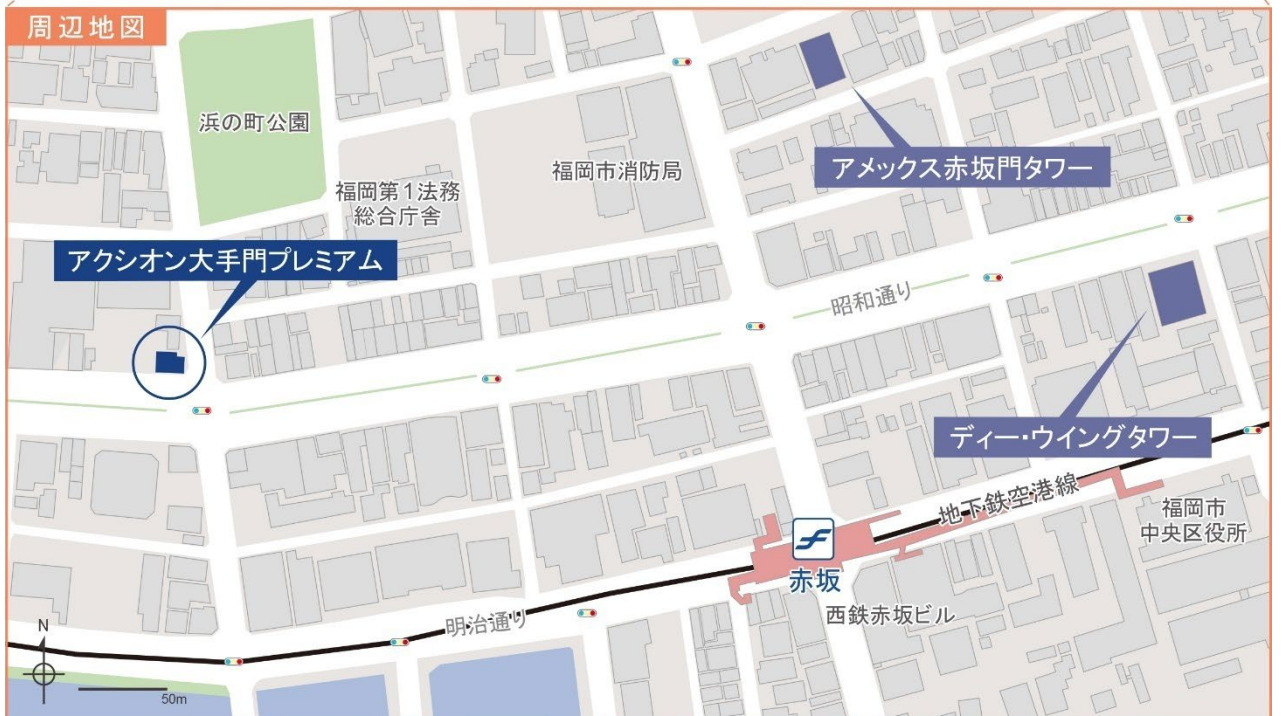 周辺地図
浜の町公園
福岡市消防局
アメックス赤坂門タワー
福岡第1法務
総合庁舎
アクシオン大手門プレミアム
昭和通り
ディー・ウイングタワー
地下鉄空港線
福岡市
中央区役所
赤坂
西鉄赤坂ビル
明治通り
N
50m